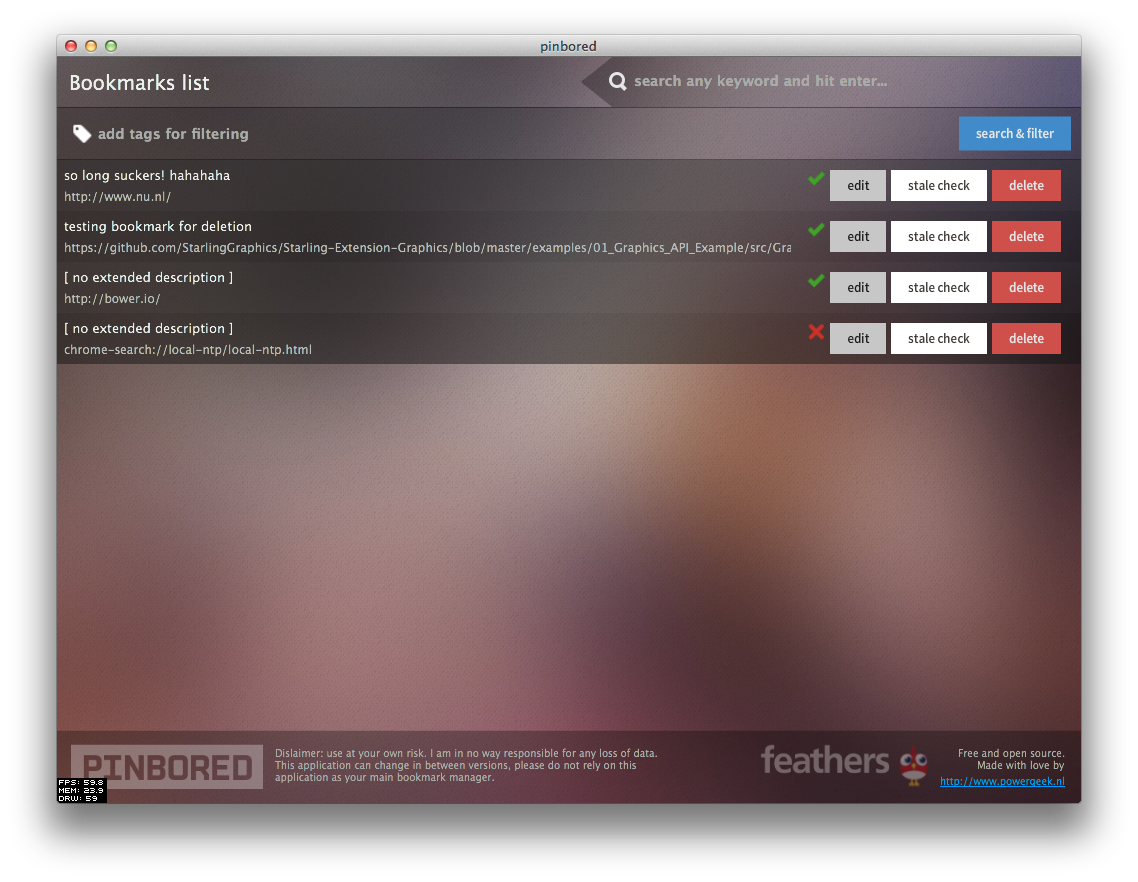 pinbored
Bookmarks list
search any keyword and hit enter...
add tags for filtering
search & filter
so long suckers! hahahaha
http://www.nu.nl/
edit
stale check
delete
testing bookmark for deletion
https://github.com/StarlingGraphics/Starling-Extension-Graphics/blob/master/examples/01_Graphics_API_Example/src/Gra
edit
stale check
delete
[ no extended description ]
http://bower.io/
edit
stale check
delete
[ no extended description ]
chrome-search://local-ntp/local-ntp.html
edit
stale check
delete
PINBORED
Dislaimer: use at your own risk. I am in no way responsible for any loss of data.
This application can change in between versions, please do not rely on this
application as your main bookmark manager.
feathers
Free and open source.
Made with love by
http://www.powergeek.nl
FPS: 59.8
MEM: 23.9
DRW: 59